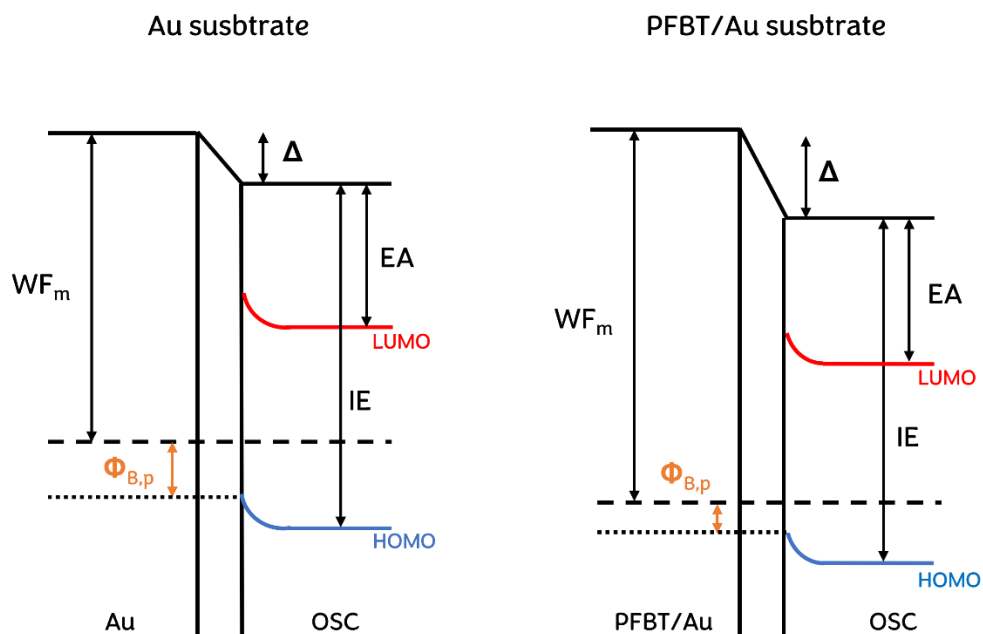 Au susbtrate
Δ
EA
WFm
LUMO
IE
ΦB,p
HOMO
Au
OSC
PFBT/Au susbtrate
Δ
EA
WFm
LUMO
IE
ΦB,p
HOMO
PFBT/Au
OSC